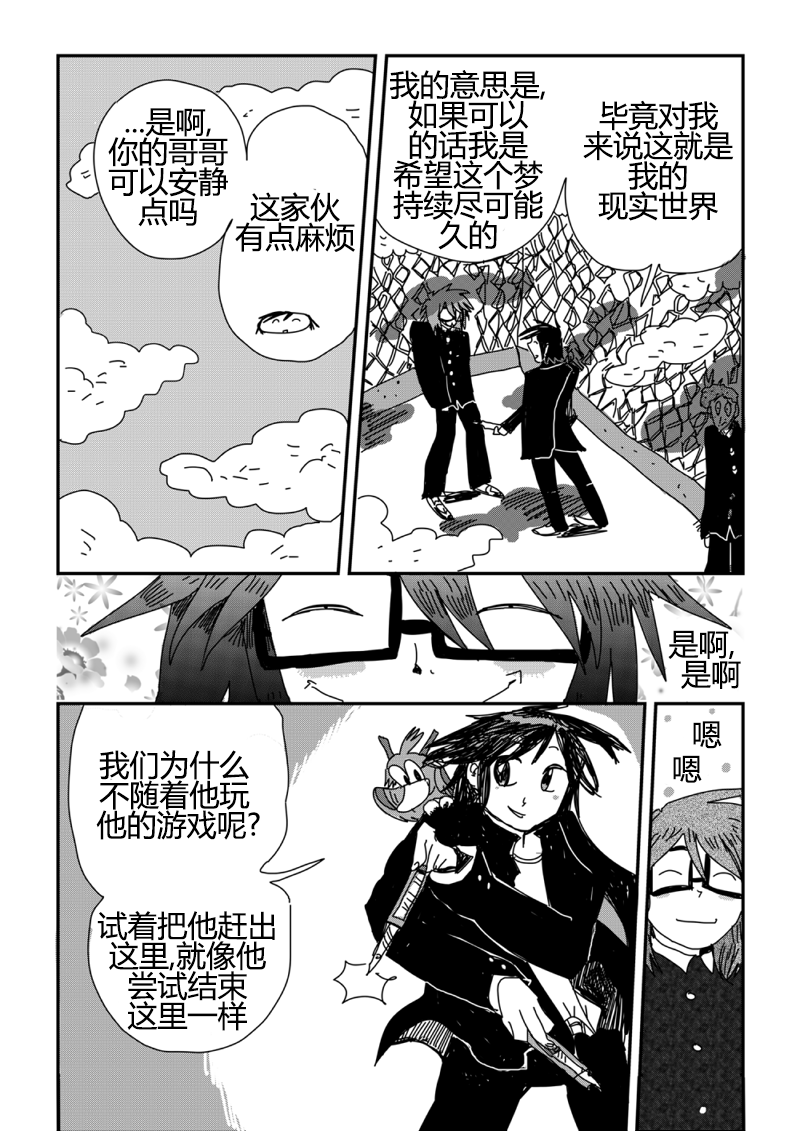 毕竟对我
来说这就是
我的
现实世界
我的意思是,
如果可以
的话我是
希望这个梦
持续尽可能
久的
这家伙
有点麻烦
...是啊,
你的哥哥
可以安静
点吗
是啊,
是啊
嗯
嗯
我们为什么
不随着他玩
他的游戏呢?
试着把他赶出
这里,就像他
尝试结束
这里一样